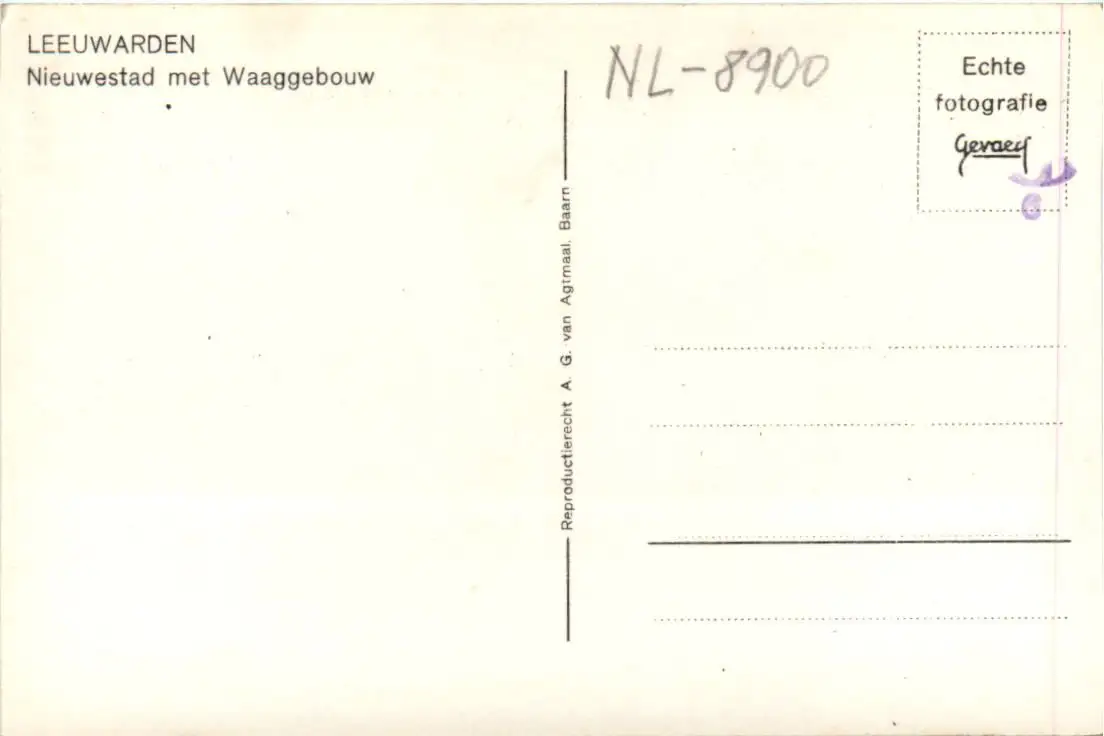 LEEUWARDEN
Nieuwestad met Waaggebouw
NL-8900
Echte
fotografie
Gevaert
Reproductierecht A. G. van Agtmaal, Baarn